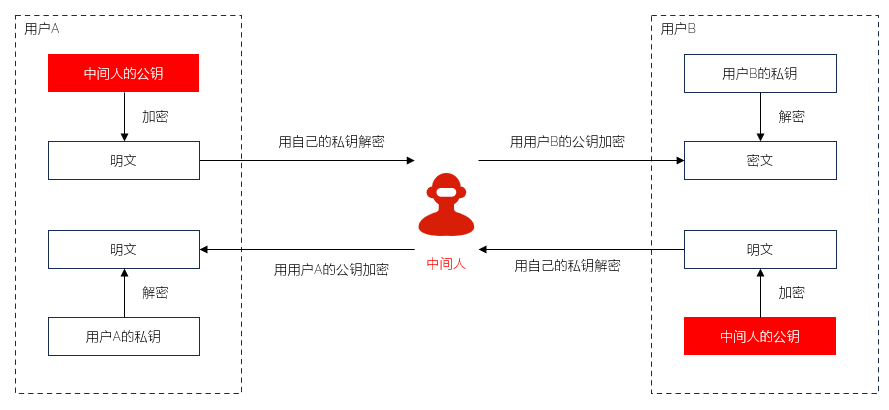 用户A
用户B
中间人的公钥
用户B的私钥
加密
解密
用自己的私钥解密
用用户B的公钥加密
明文
密文
明文
明文
中间人
用用户A的公钥加密
用自己的私钥解密
解密
加密
用户A的私钥
中间人的公钥